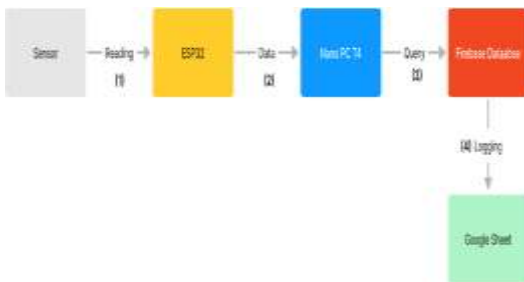 Sensor
Reading
(1)
ESP32
Data
(2)
Nano PC T4
Query
(3)
Firebase Database
(4) Logging
Google Sheet